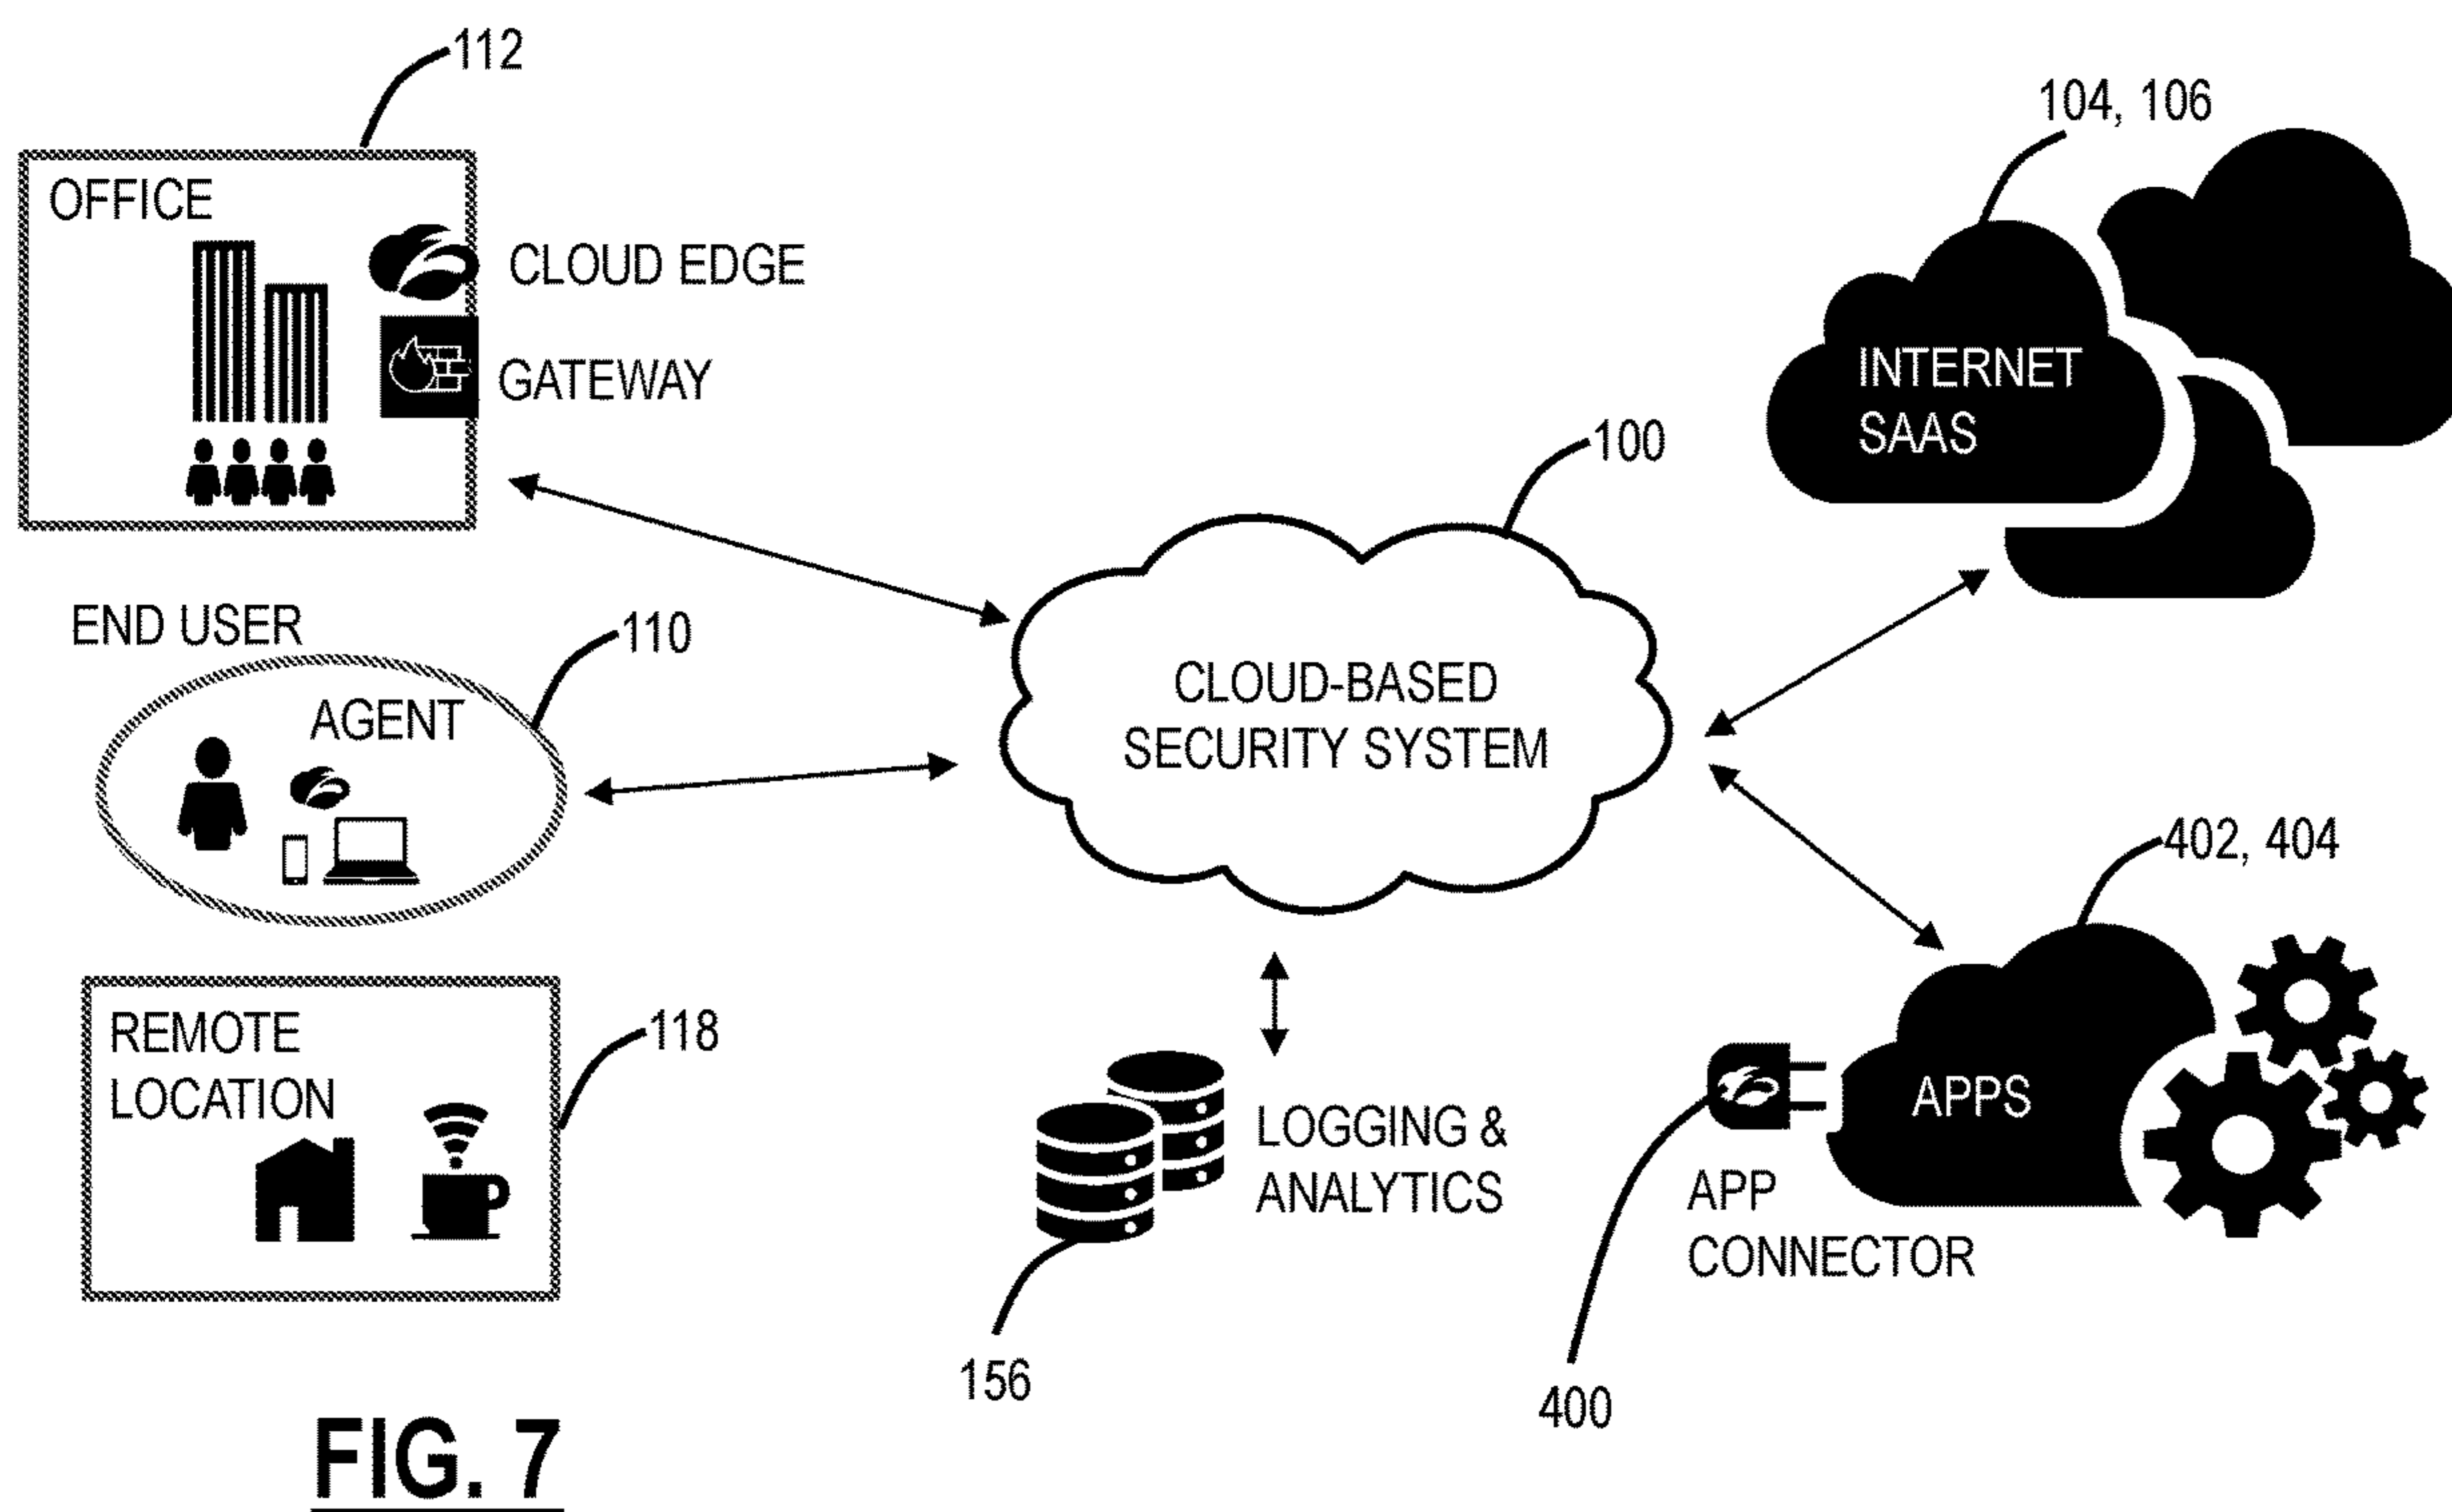 112
OFFICE
CLOUD EDGE
GATEWAY
104, 106
INTERNET
SAAS
100
END USER
110
AGENT
CLOUD-BASED
SECURITY SYSTEM
402, 404
REMOTE
LOCATION
118
LOGGING &
ANALYTICS
156
APPS
APP
CONNECTOR
400
FIG. 7